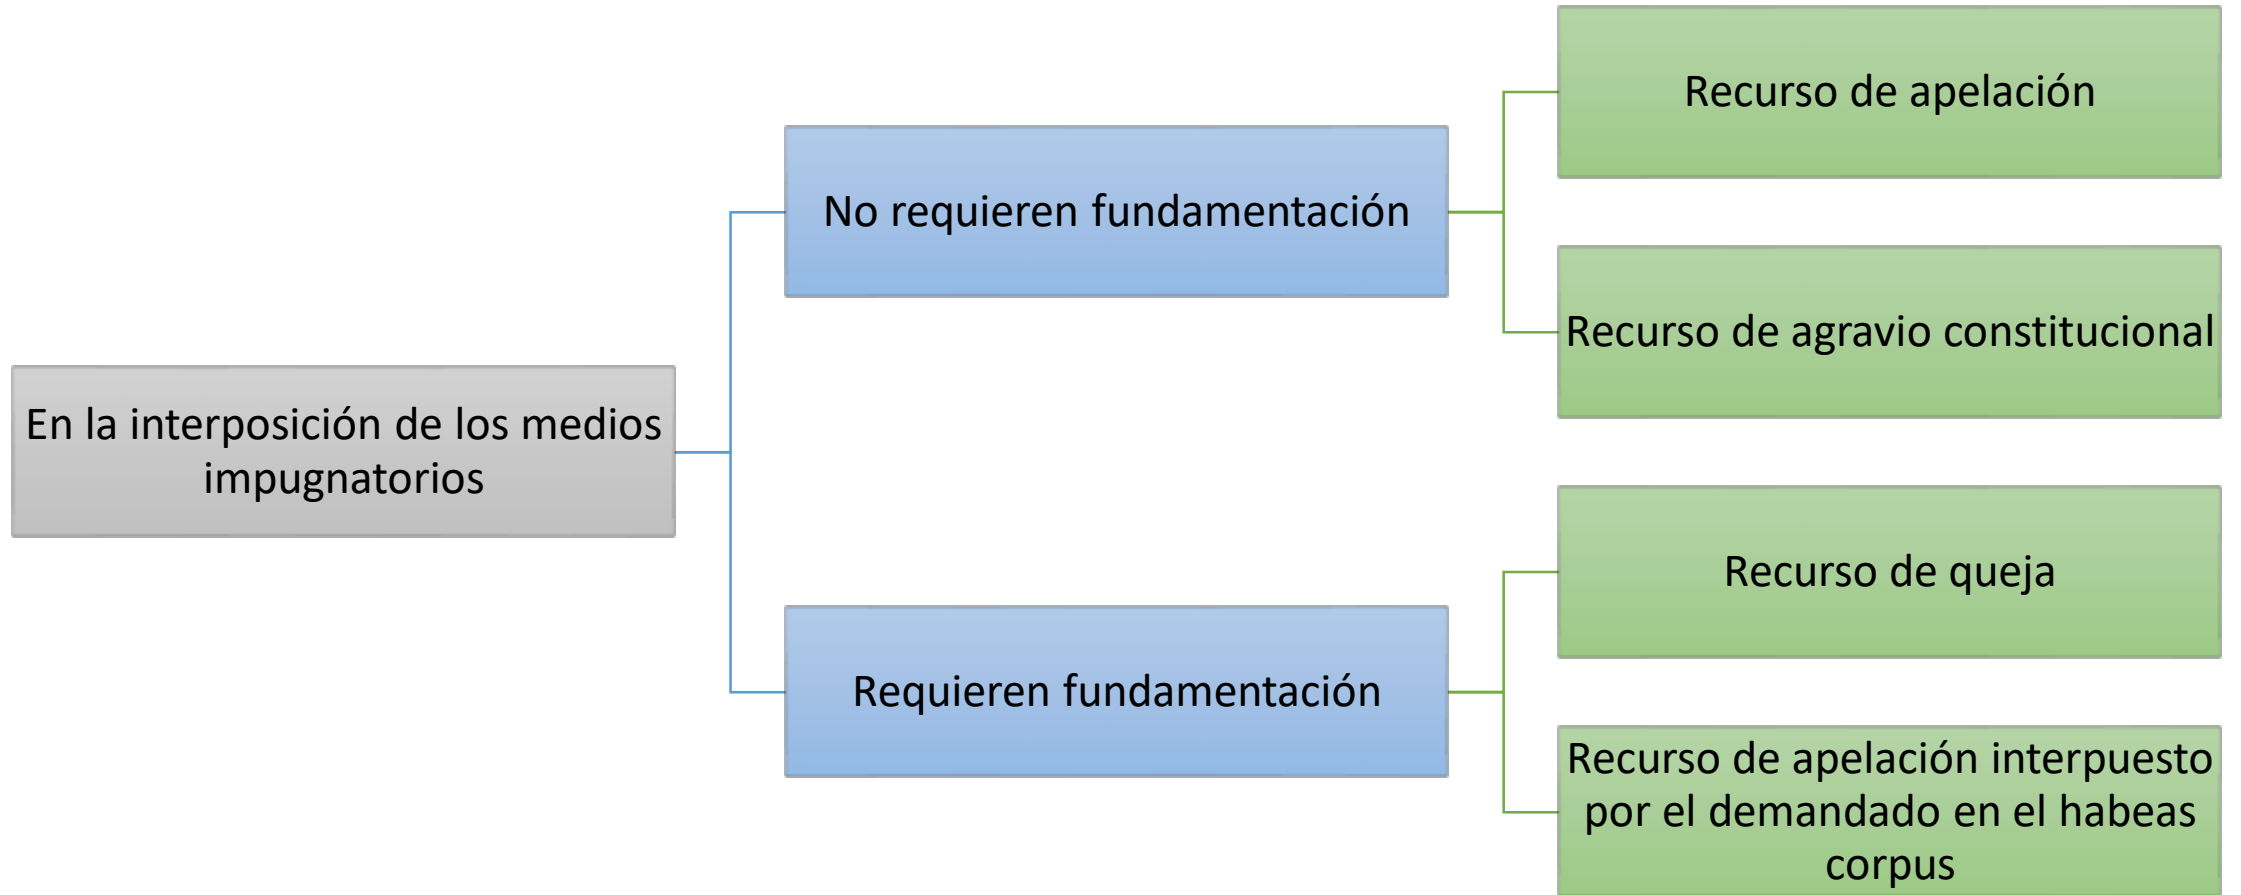 En la interposición de los medios
impugnatorios
No requieren fundamentación
Recurso de apelación
Recurso de agravio constitucional
Requieren fundamentación
Recurso de queja
Recurso de apelación interpuesto
por el demandado en el habeas
corpus